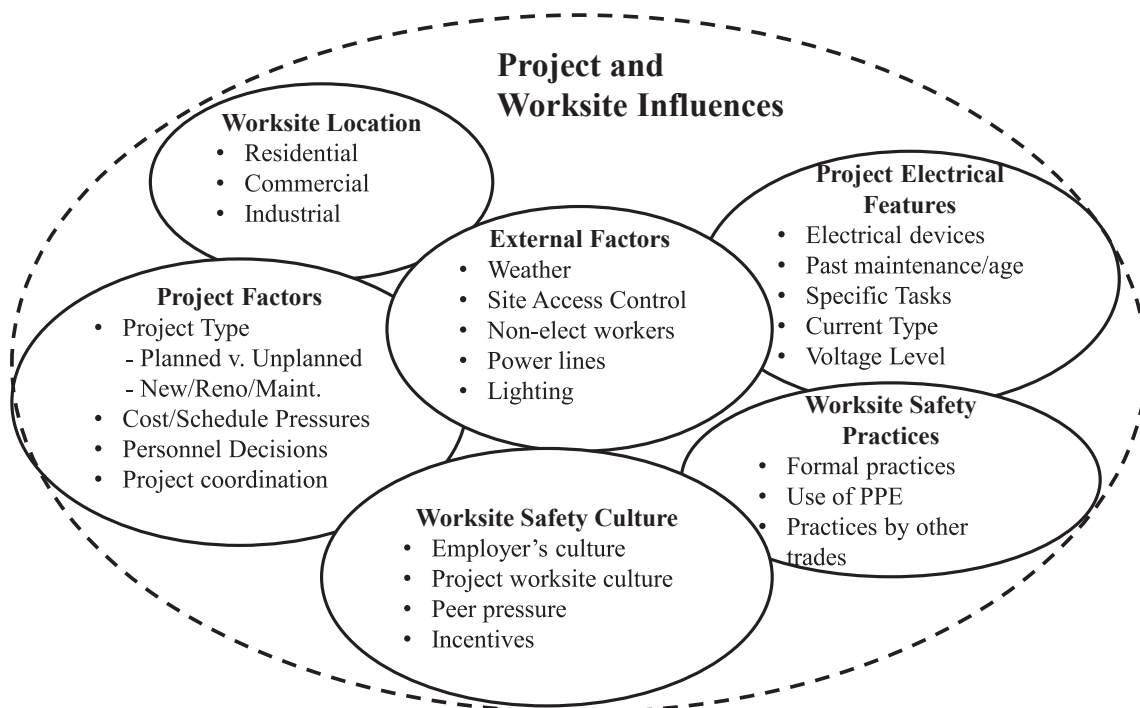 Project and
Worksite Influences
Worksite Location
• Residential
• Commercial
• Industrial
Project Electrical
Features
• Electrical devices
• Past maintenance/age
• Specific Tasks
• Current Type
• Voltage Level
External Factors
• Weather
• Site Access Control
• Non-elect workers
• Power lines
• Lighting
Project Factors
• Project Type
- Planned v. Unplanned
- New/Reno/Maint.
• Cost/Schedule Pressures
• Personnel Decisions
• Project coordination
Worksite Safety
Practices
• Formal practices
• Use of PPE
• Practices by other
trades
Worksite Safety Culture
• Employer’s culture
• Project worksite culture
• Peer pressure
• Incentives